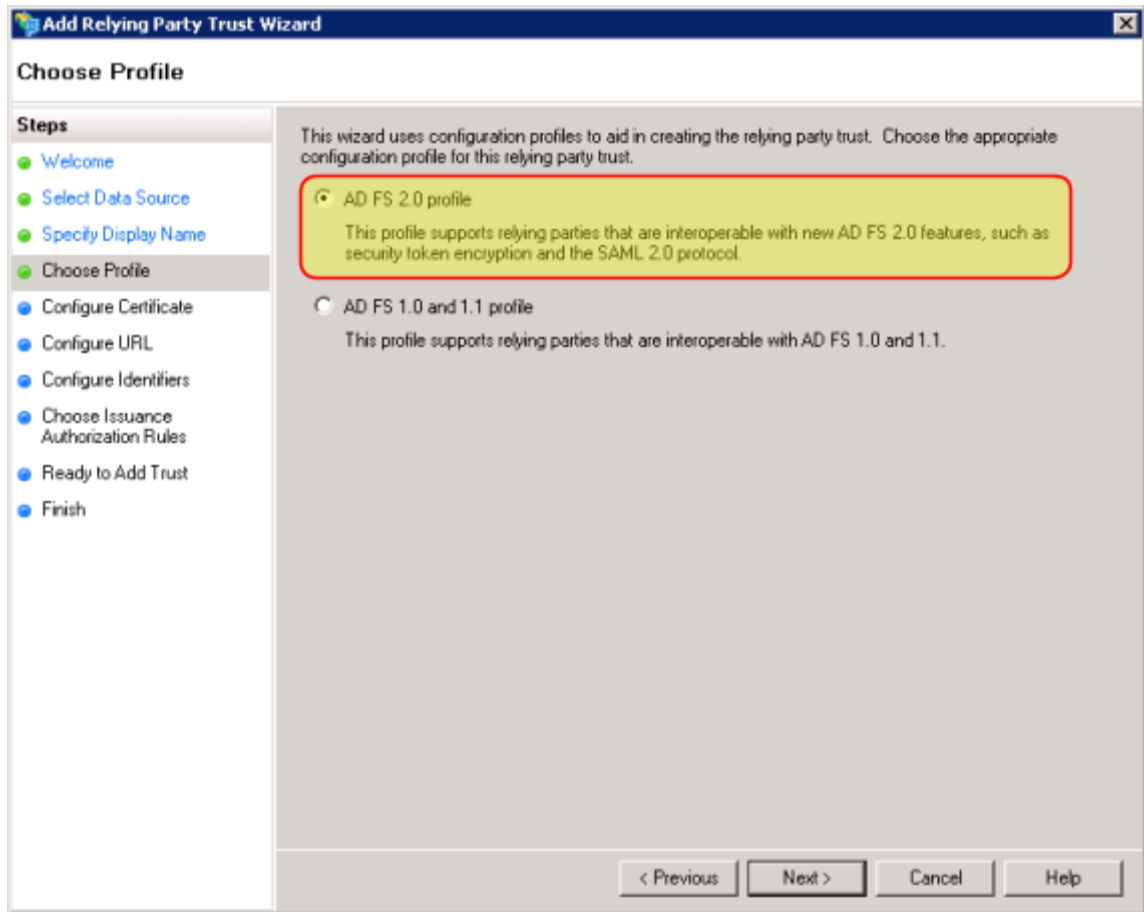 Add Relying Party Trust Wizard
Choose Profile
Steps
Welcome
Select Data Source
Specify Display Name
Choose Profile
Configure Certificate
Configure URL
Configure Identifiers
Choose Issuance
Authorization Rules
Ready to Add Trust
Finish
This wizard uses configuration profiles to aid in creating the relying party trust. Choose the appropriate
configuration profile for this relying party trust.
AD FS 2.0 profile
This profile supports relying parties that are interoperable with new AD FS 2.0 features, such as
security token encryption and the SAML 2.0 protocol.
AD FS 1.0 and 1.1 profile
This profile supports relying parties that are interoperable with AD FS 1.0 and 1.1.
< Previous
Next >
Cancel
Help